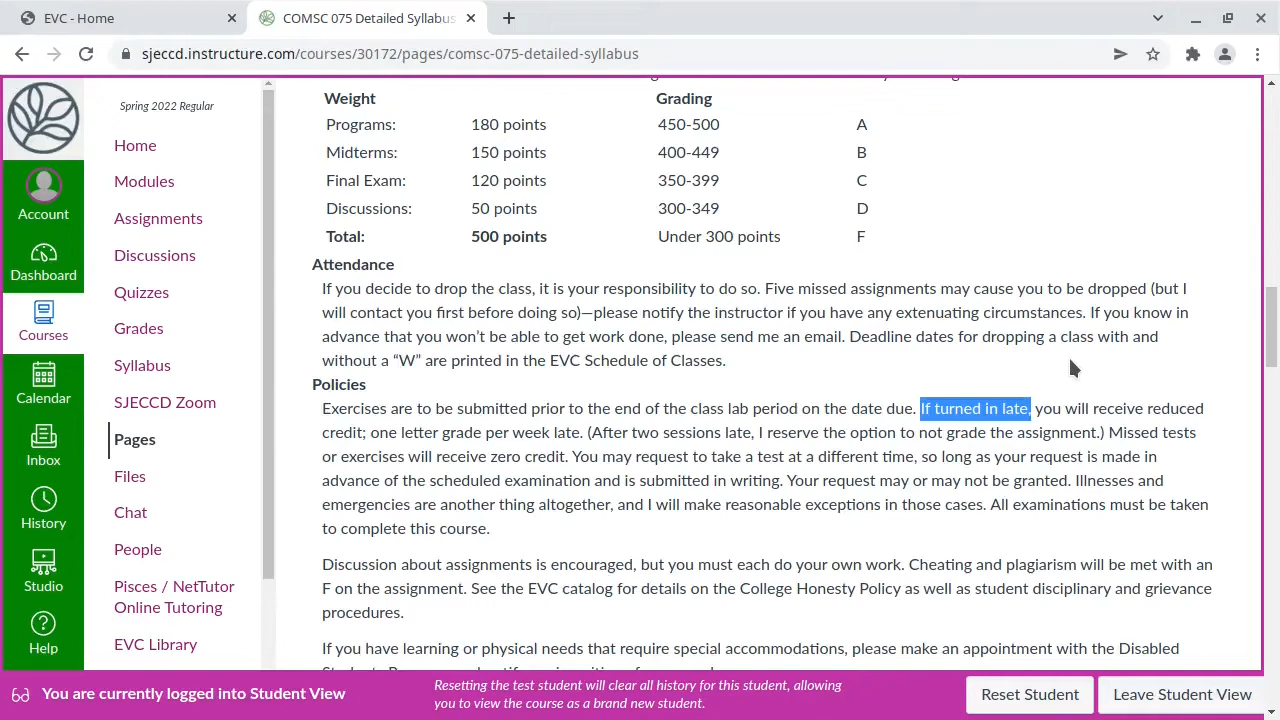 EVC - Home
COMSC 075 Detailed Syllabus
sjeccd.instructure.com/courses/30172/pages/comsc-075-detailed-syllabus
Account
Dashboard
Courses
Calendar
Inbox
History
Studio
Help
Spring 2022 Regular
Home
Modules
Assignments
Discussions
Quizzes
Grades
Syllabus
SJECCD Zoom
Pages
Files
Chat
People
Pisces / NetTutor
Online Tutoring
EVC Library
Weight Grading
Programs: 180 points 450-500 A
Midterms: 150 points 400-449 B
Final Exam: 120 points 350-399 C
Discussions: 50 points 300-349 D
Total: 500 points Under 300 points F
Attendance
If you decide to drop the class, it is your responsibility to do so. Five missed assignments may cause you to be dropped (but I
will contact you first before doing so)—please notify the instructor if you have any extenuating circumstances. If you know in
advance that you won’t be able to get work done, please send me an email. Deadline dates for dropping a class with and
without a “W” are printed in the EVC Schedule of Classes.
Policies
Exercises are to be submitted prior to the end of the class lab period on the date due. If turned in late, you will receive reduced
credit; one letter grade per week late. (After two sessions late, I reserve the option to not grade the assignment.) Missed tests
or exercises will receive zero credit. You may request to take a test at a different time, so long as your request is made in
advance of the scheduled examination and is submitted in writing. Your request may or may not be granted. Illnesses and
emergencies are another thing altogether, and I will make reasonable exceptions in those cases. All examinations must be taken
to complete this course.
Discussion about assignments is encouraged, but you must each do your own work. Cheating and plagiarism will be met with an
F on the assignment. See the EVC catalog for details on the College Honesty Policy as well as student disciplinary and grievance
procedures.
If you have learning or physical needs that require special accommodations, please make an appointment with the Disabled
You are currently logged into Student View
Resetting the test student will clear all history for this student, allowing
you to view the course as a brand new student.
Reset Student
Leave Student View